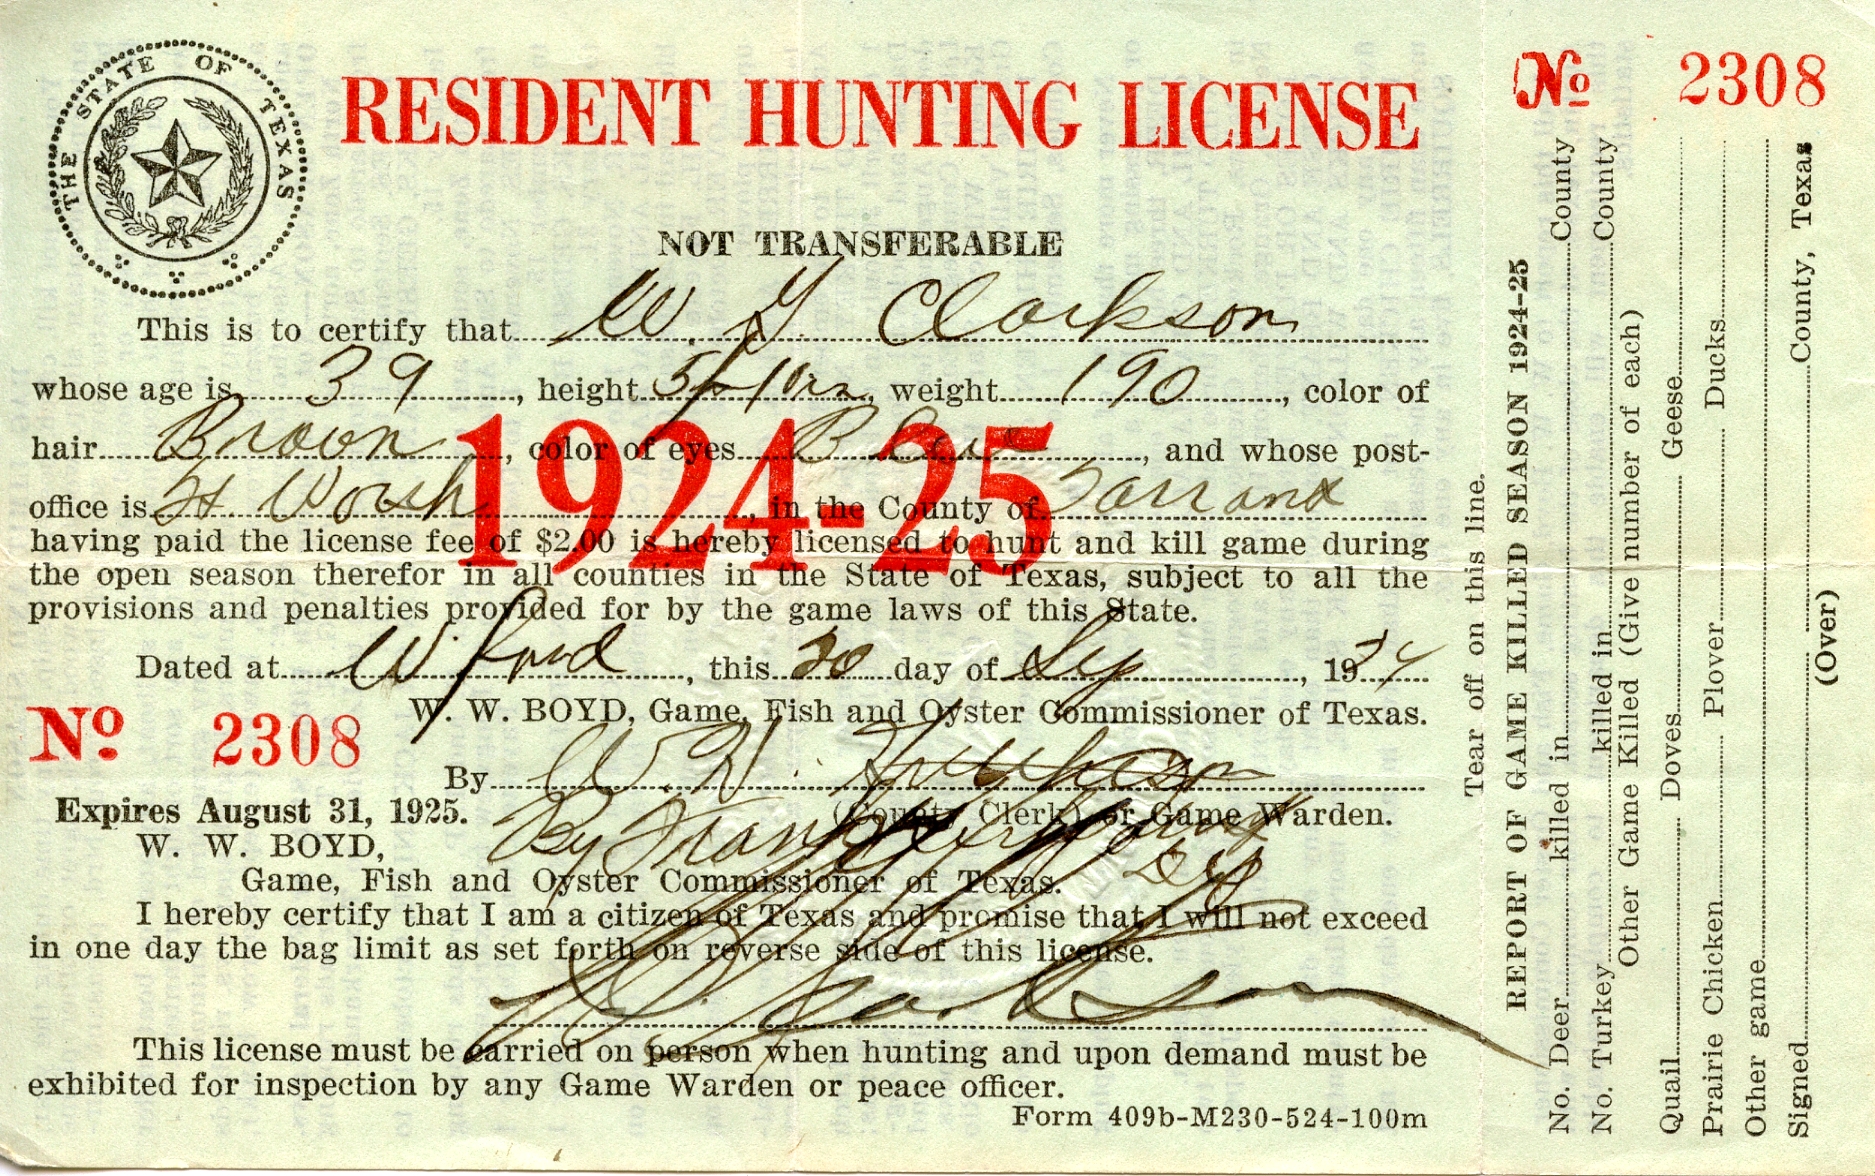 THE STATE OF TEXAS
RESIDENT HUNTING LICENSE
NOT TRANSFERABLE
This is to certify that W. G. Clarkson
whose age is 39, height 5 ft 10 in, weight 190, color of
hair Brown, color of eyes Blue, and whose post-
office is Ft. Worth, in the County of Tarrant
1924-25
having paid the license fee of $2.00 is hereby licensed to hunt and kill game during
the open season therefor in all counties in the State of Texas, subject to all the
provisions and penalties provided for by the game laws of this State.
Dated at W. ford, this 20 day of Sep, 1924
W. W. BOYD, Game, Fish and Oyster Commissioner of Texas.
No 2308
By W. H.
(County Clerk) or Game Warden.
By Frank
Expires August 31, 1925.
W. W. BOYD,
Game, Fish and Oyster Commissioner of Texas.
I hereby certify that I am a citizen of Texas and promise that I will not exceed
in one day the bag limit as set forth on reverse side of this license.
Clarkson
This license must be carried on person when hunting and upon demand must be
exhibited for inspection by any Game Warden or peace officer.
Form 409b-M230-524-100m
Tear off on this line.
No 2308
REPORT OF GAME KILLED SEASON 1924-25
No. Deer killed in County
No. Turkey killed in County
Other Game Killed (Give number of each)
Quail Doves Geese
Prairie Chicken Plover Ducks
Other game
Signed County, Texas
(Over)